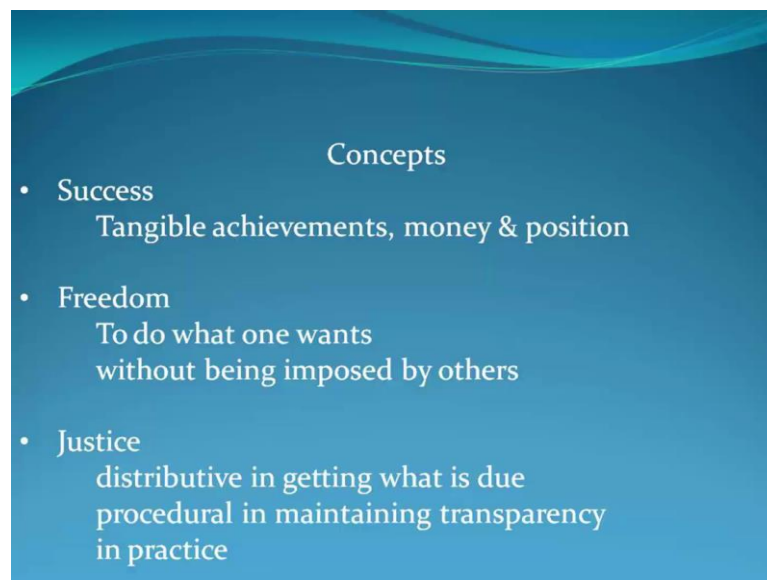 Concepts
• Success
Tangible achievements, money & position
• Freedom
To do what one wants
without being imposed by others
• Justice
distributive in getting what is due
procedural in maintaining transparency
in practice